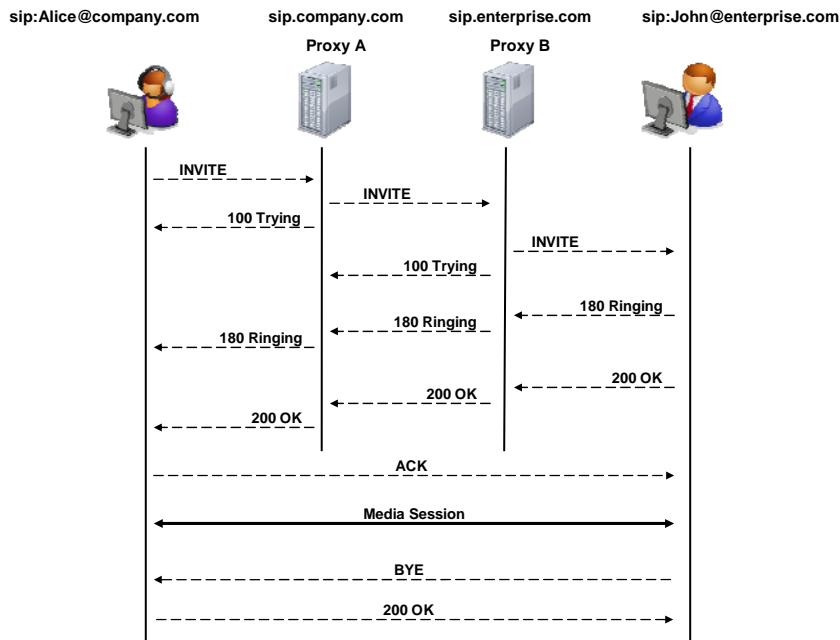 sip:Alice@company.com sip.company.com sip.enterprise.com sip:John@enterprise.com
Proxy A Proxy B
INVITE
INVITE
100 Trying
INVITE
100 Trying
180 Ringing
180 Ringing
180 Ringing
200 OK
200 OK
200 OK
ACK
Media Session
BYE
200 OK